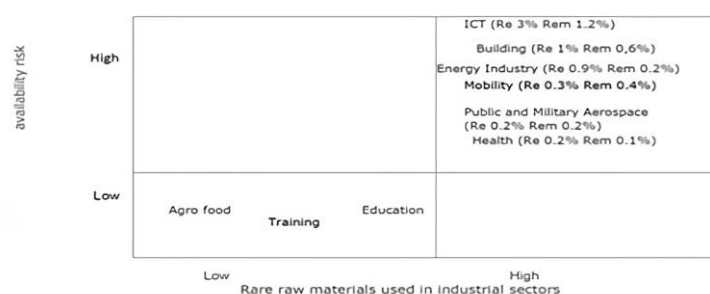 availability risk
High
ICT (Re 3% Rem 1.2%)
Building (Re 1% Rem 0,6%)
Energy Industry (Re 0.9% Rem 0.2%)
Mobility (Re 0.3% Rem 0.4%)
Public and Military Aerospace
(Re 0.2% Rem 0.2%)
Health (Re 0.2% Rem 0.1%)
Low
Agro food
Training
Education
Low
High
Rare raw materials used in industrial sectors